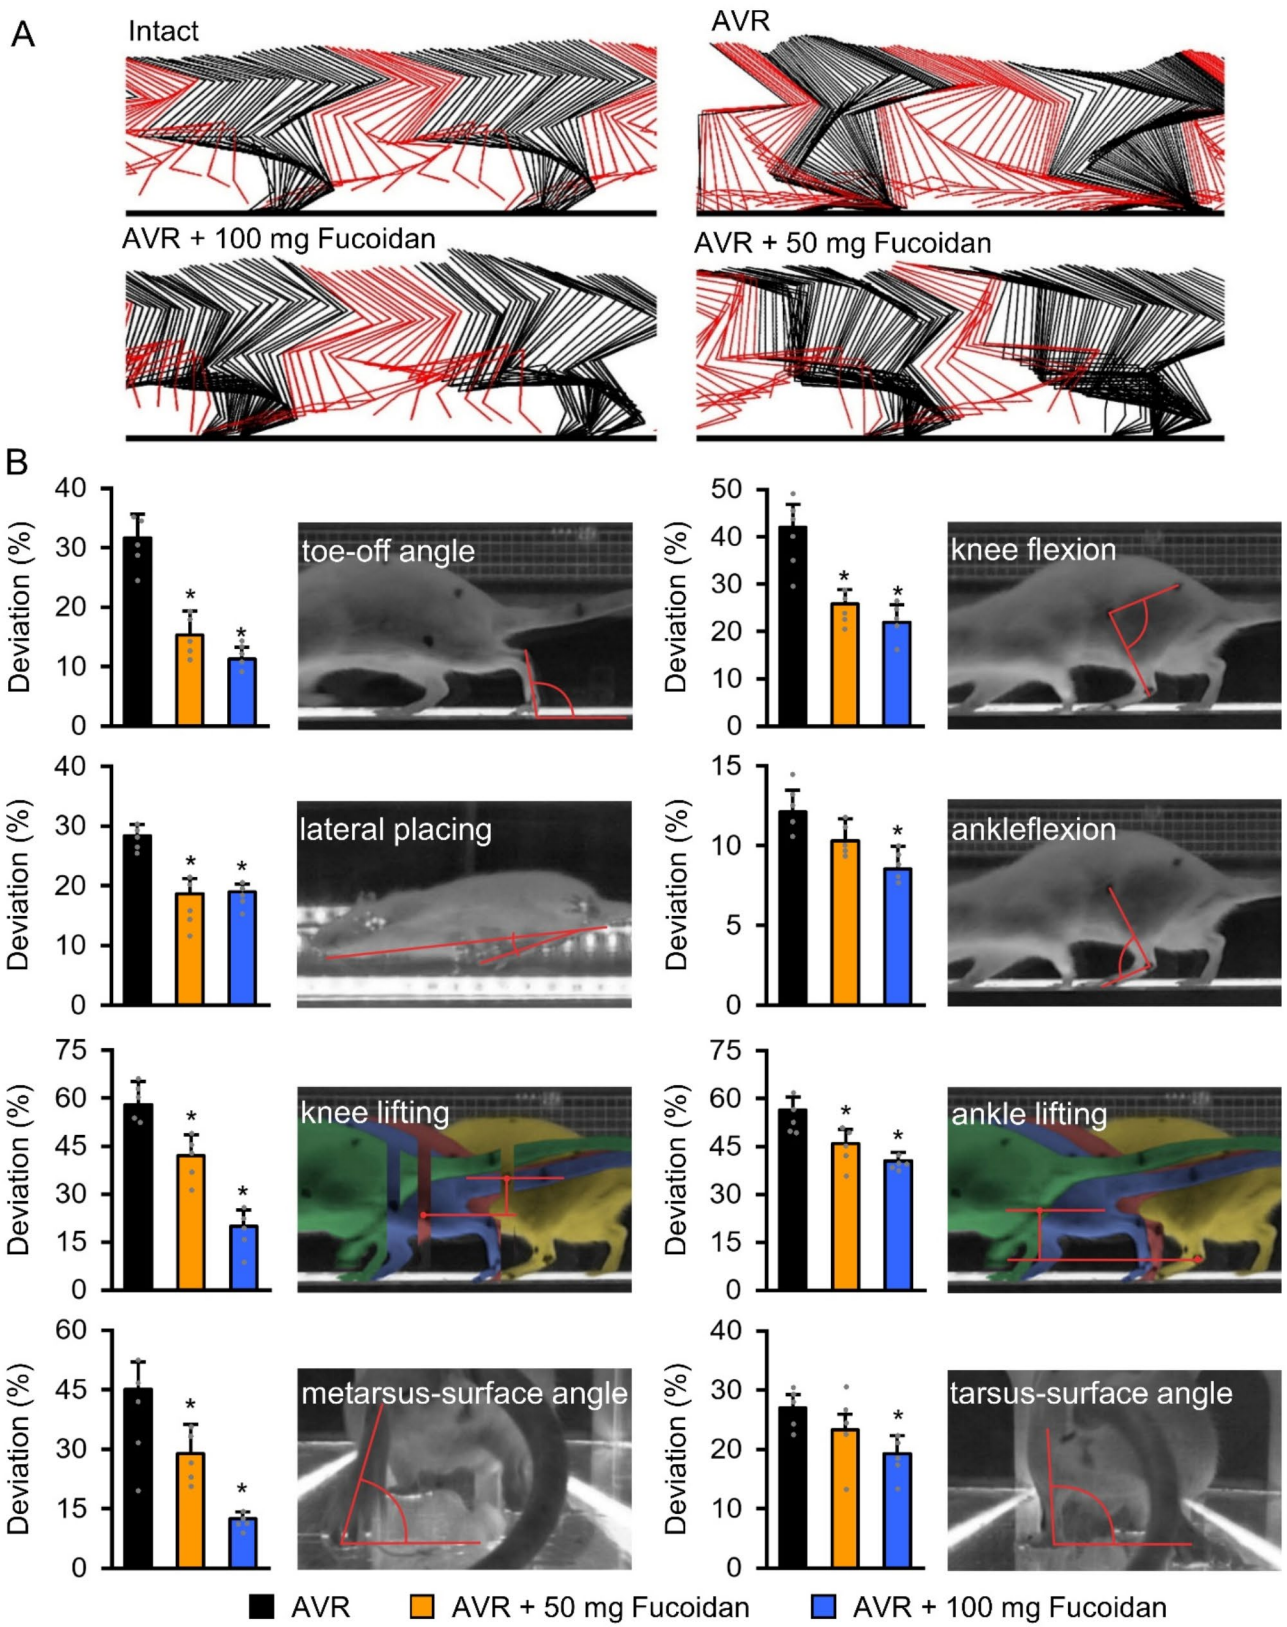 A
Intact
AVR
AVR + 100 mg Fucoidan
AVR + 50 mg Fucoidan
B
40
30
20
10
0
Deviation (%)
*
*
toe-off angle
50
40
30
20
10
0
Deviation (%)
*
*
knee flexion
40
30
20
10
0
Deviation (%)
*
*
lateral placing
15
10
5
0
Deviation (%)
*
ankleflexion
75
60
45
30
15
0
Deviation (%)
*
*
knee lifting
75
60
45
30
15
0
Deviation (%)
*
*
ankle lifting
60
45
30
15
0
Deviation (%)
*
*
metarsus-surface angle
40
30
20
10
0
Deviation (%)
*
tarsus-surface angle
AVR
AVR + 50 mg Fucoidan
AVR + 100 mg Fucoidan